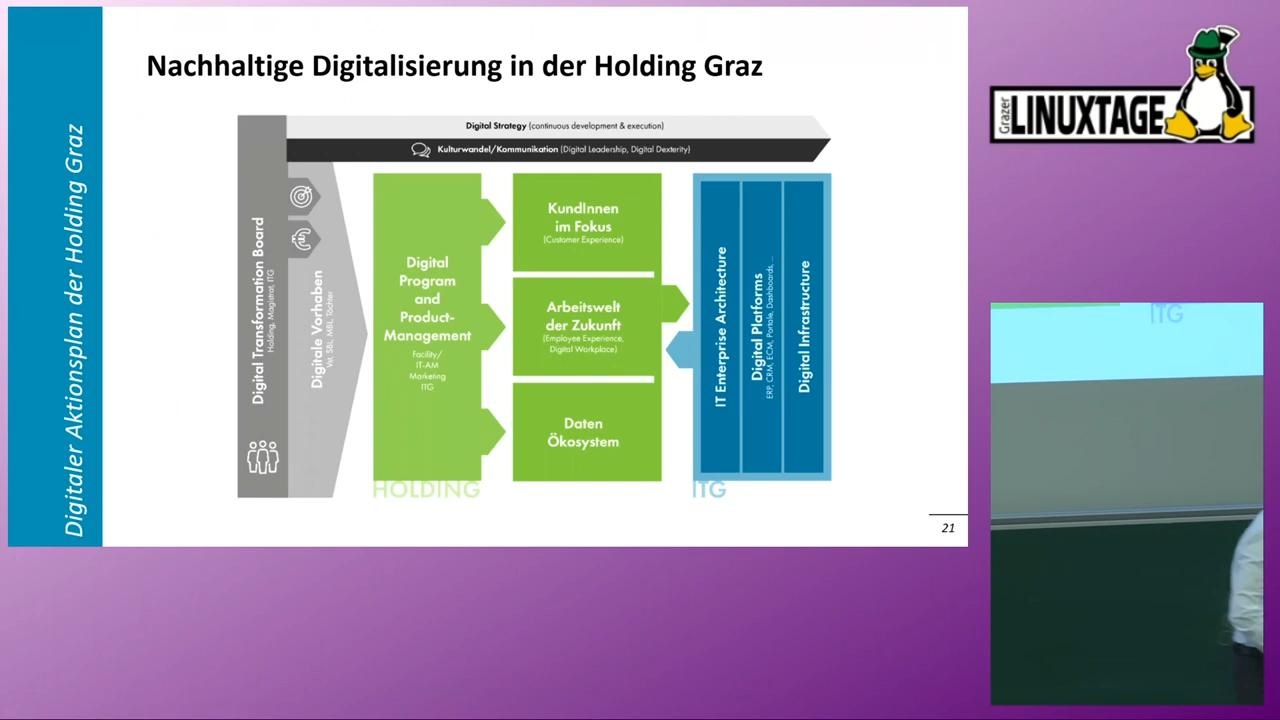 Nachhaltige Digitalisierung in der Holding Graz
Digitaler Aktionsplan der Holding Graz
Digital Strategy (continuous development & execution)
Kulturwandel/Kommunikation (Digital Leadership, Digital Dexterity)
Digital Transformation Board
Holding, Magistrat, ITG
Digitale Vorhaben
Vst, SBL, MBL, Töchter
Digital
Program
and
Product-
Management
Facility/
IT-AM
Marketing
ITG
HOLDING
KundInnen
im Fokus
(Customer Experience)
Arbeitswelt
der Zukunft
(Employee Experience,
Digital Workplace)
Daten
Ökosystem
IT Enterprise Architecture
Digital Platforms
ERP, CRM, ECM, Portale, Dashboards, ...
Digital Infrastructure
ITG
21
Grazer
LINUXTAGE
ITG